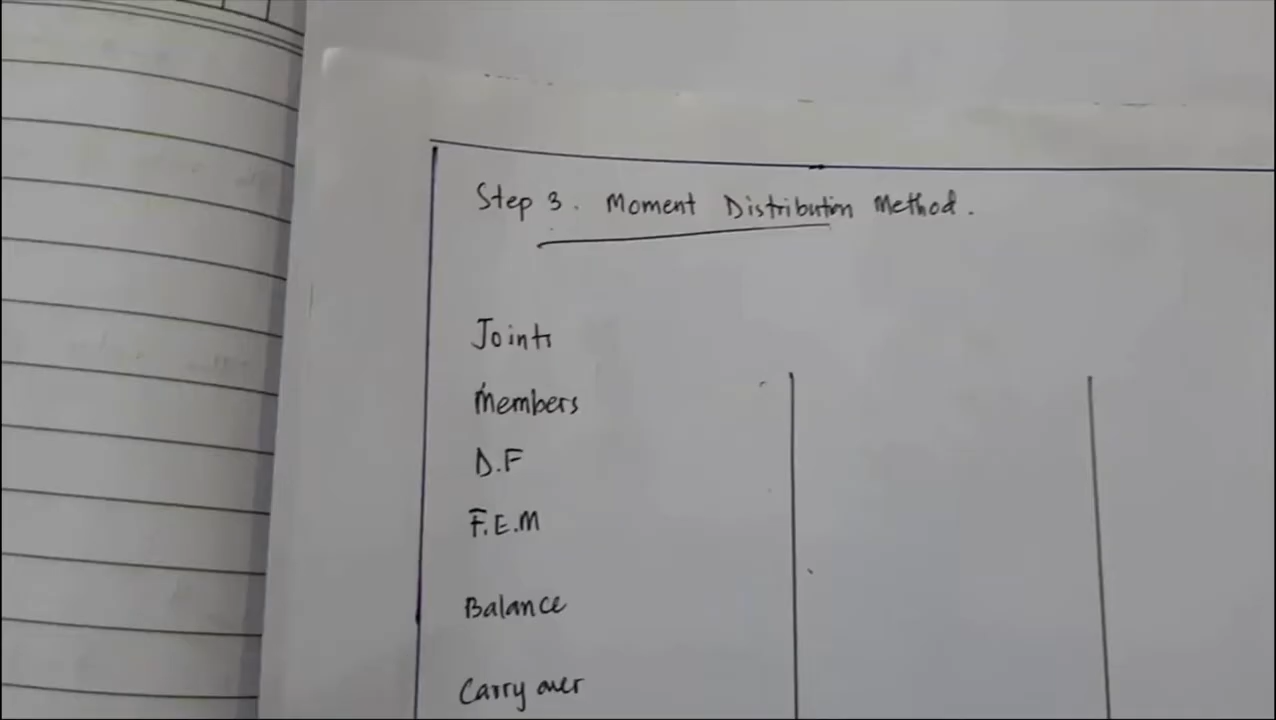 Step 3. Moment Distribution Method.
Joints
Members
D.F
F.E.M
Balance
Carry over